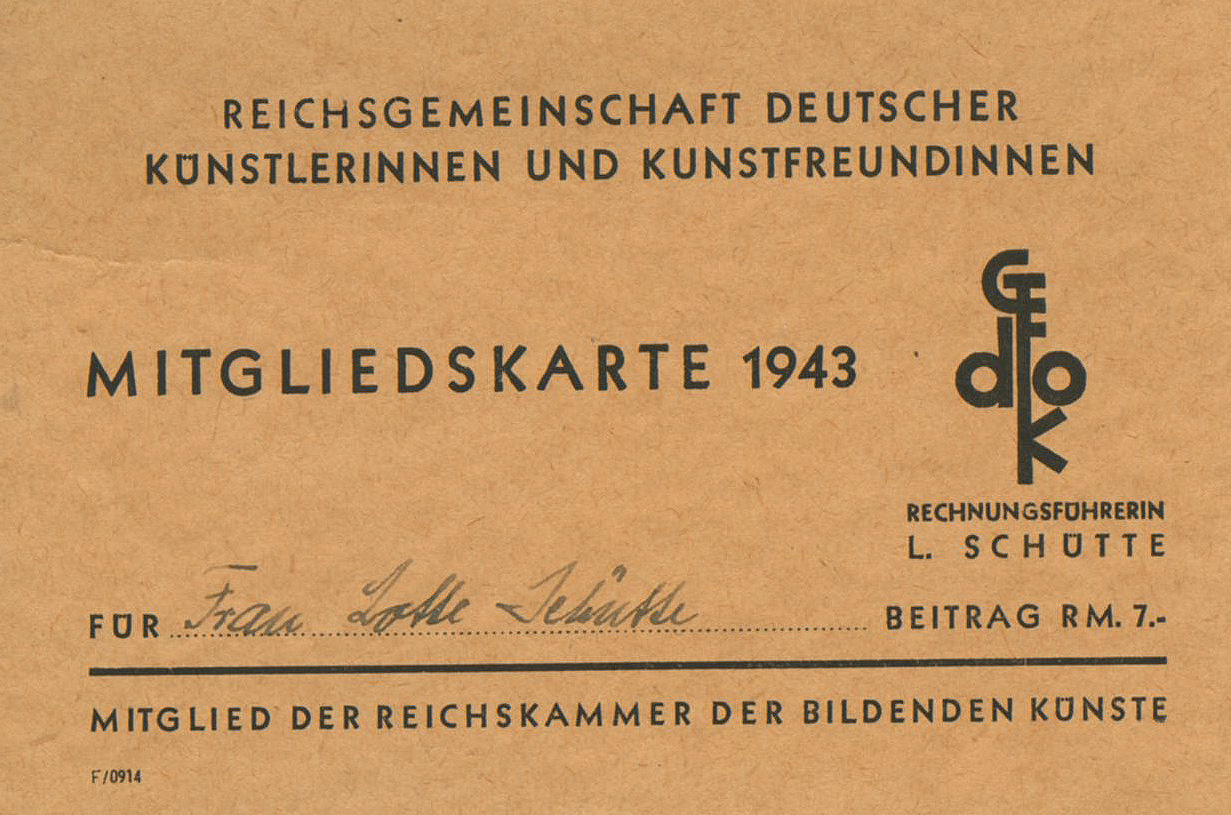 REICHSGEMEINSCHAFT DEUTSCHER
KÜNSTLERINNEN UND KUNSTFREUNDINNEN
GEdoK
MITGLIEDSKARTE 1943
RECHNUNGSFÜHRERIN
L. SCHÜTTE
FÜR Frau Lotte Schütte BEITRAG RM. 7.-
MITGLIED DER REICHSKAMMER DER BILDENDEN KÜNSTE
F/0914